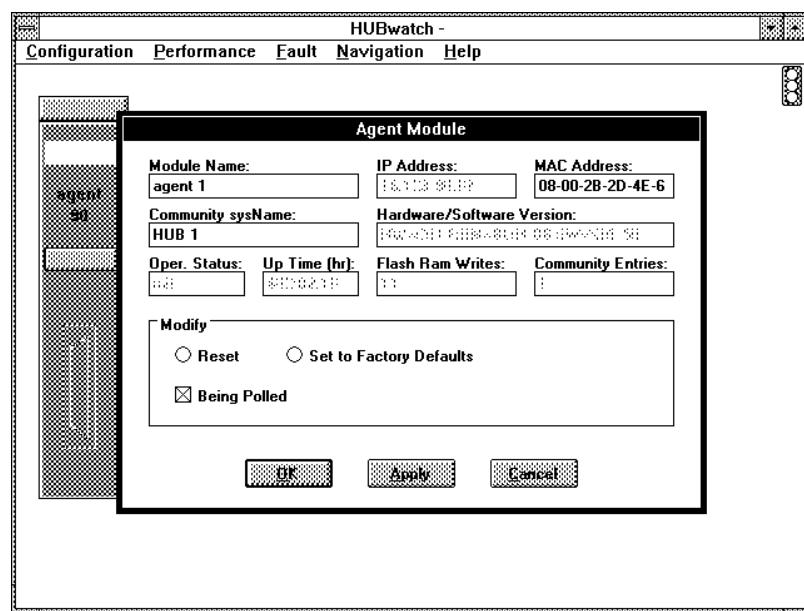 HUBwatch -
Configuration Performance Fault Navigation Help
Agent Module
Module Name: IP Address: MAC Address:
agent 1 08-00-2B-2D-4E-6
agent
90
Community sysName: Hardware/Software Version:
HUB 1
Oper. Status: Up Time (hr): Flash Ram Writes: Community Entries:
Modify
Reset Set to Factory Defaults
Being Polled
OK Apply Cancel